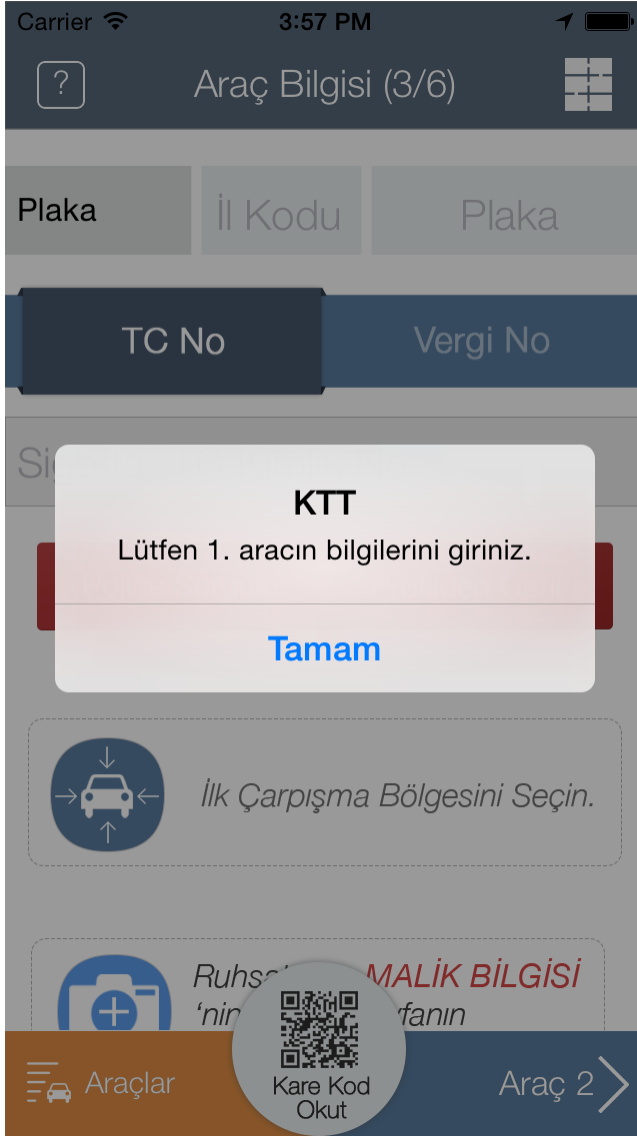 Carrier 3:57 PM
? Araç Bilgisi (3/6)
Plaka İl Kodu Plaka
TC No Vergi No
KTT
Lütfen 1. aracın bilgilerini giriniz.
Tamam
İlk Çarpışma Bölgesini Seçin.
MALİK BİLGİSİ
Araçlar
Kare Kod
Okut
Araç 2